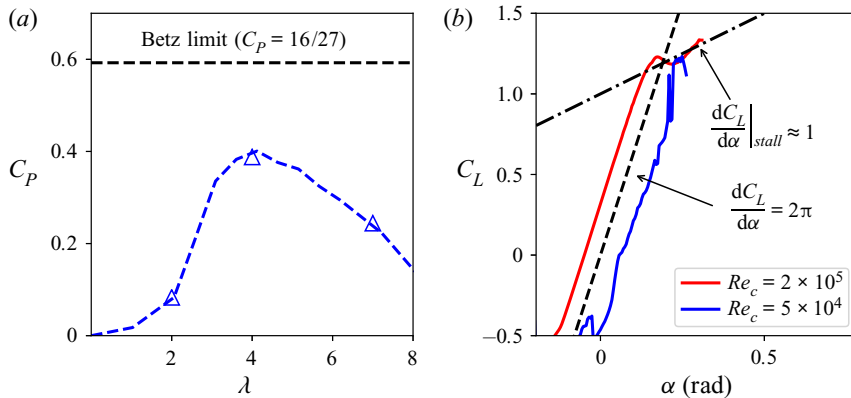 (a)
Betz limit (C_P = 16/27)
0.6
0.4
0.2
0
C_P
2
4
6
8
λ
(b)
1.5
1.0
0.5
0
−0.5
C_L
dC_L/dα|_stall ≈ 1
dC_L/dα = 2π
Re_c = 2 × 10^5
Re_c = 5 × 10^4
0
0.5
α (rad)